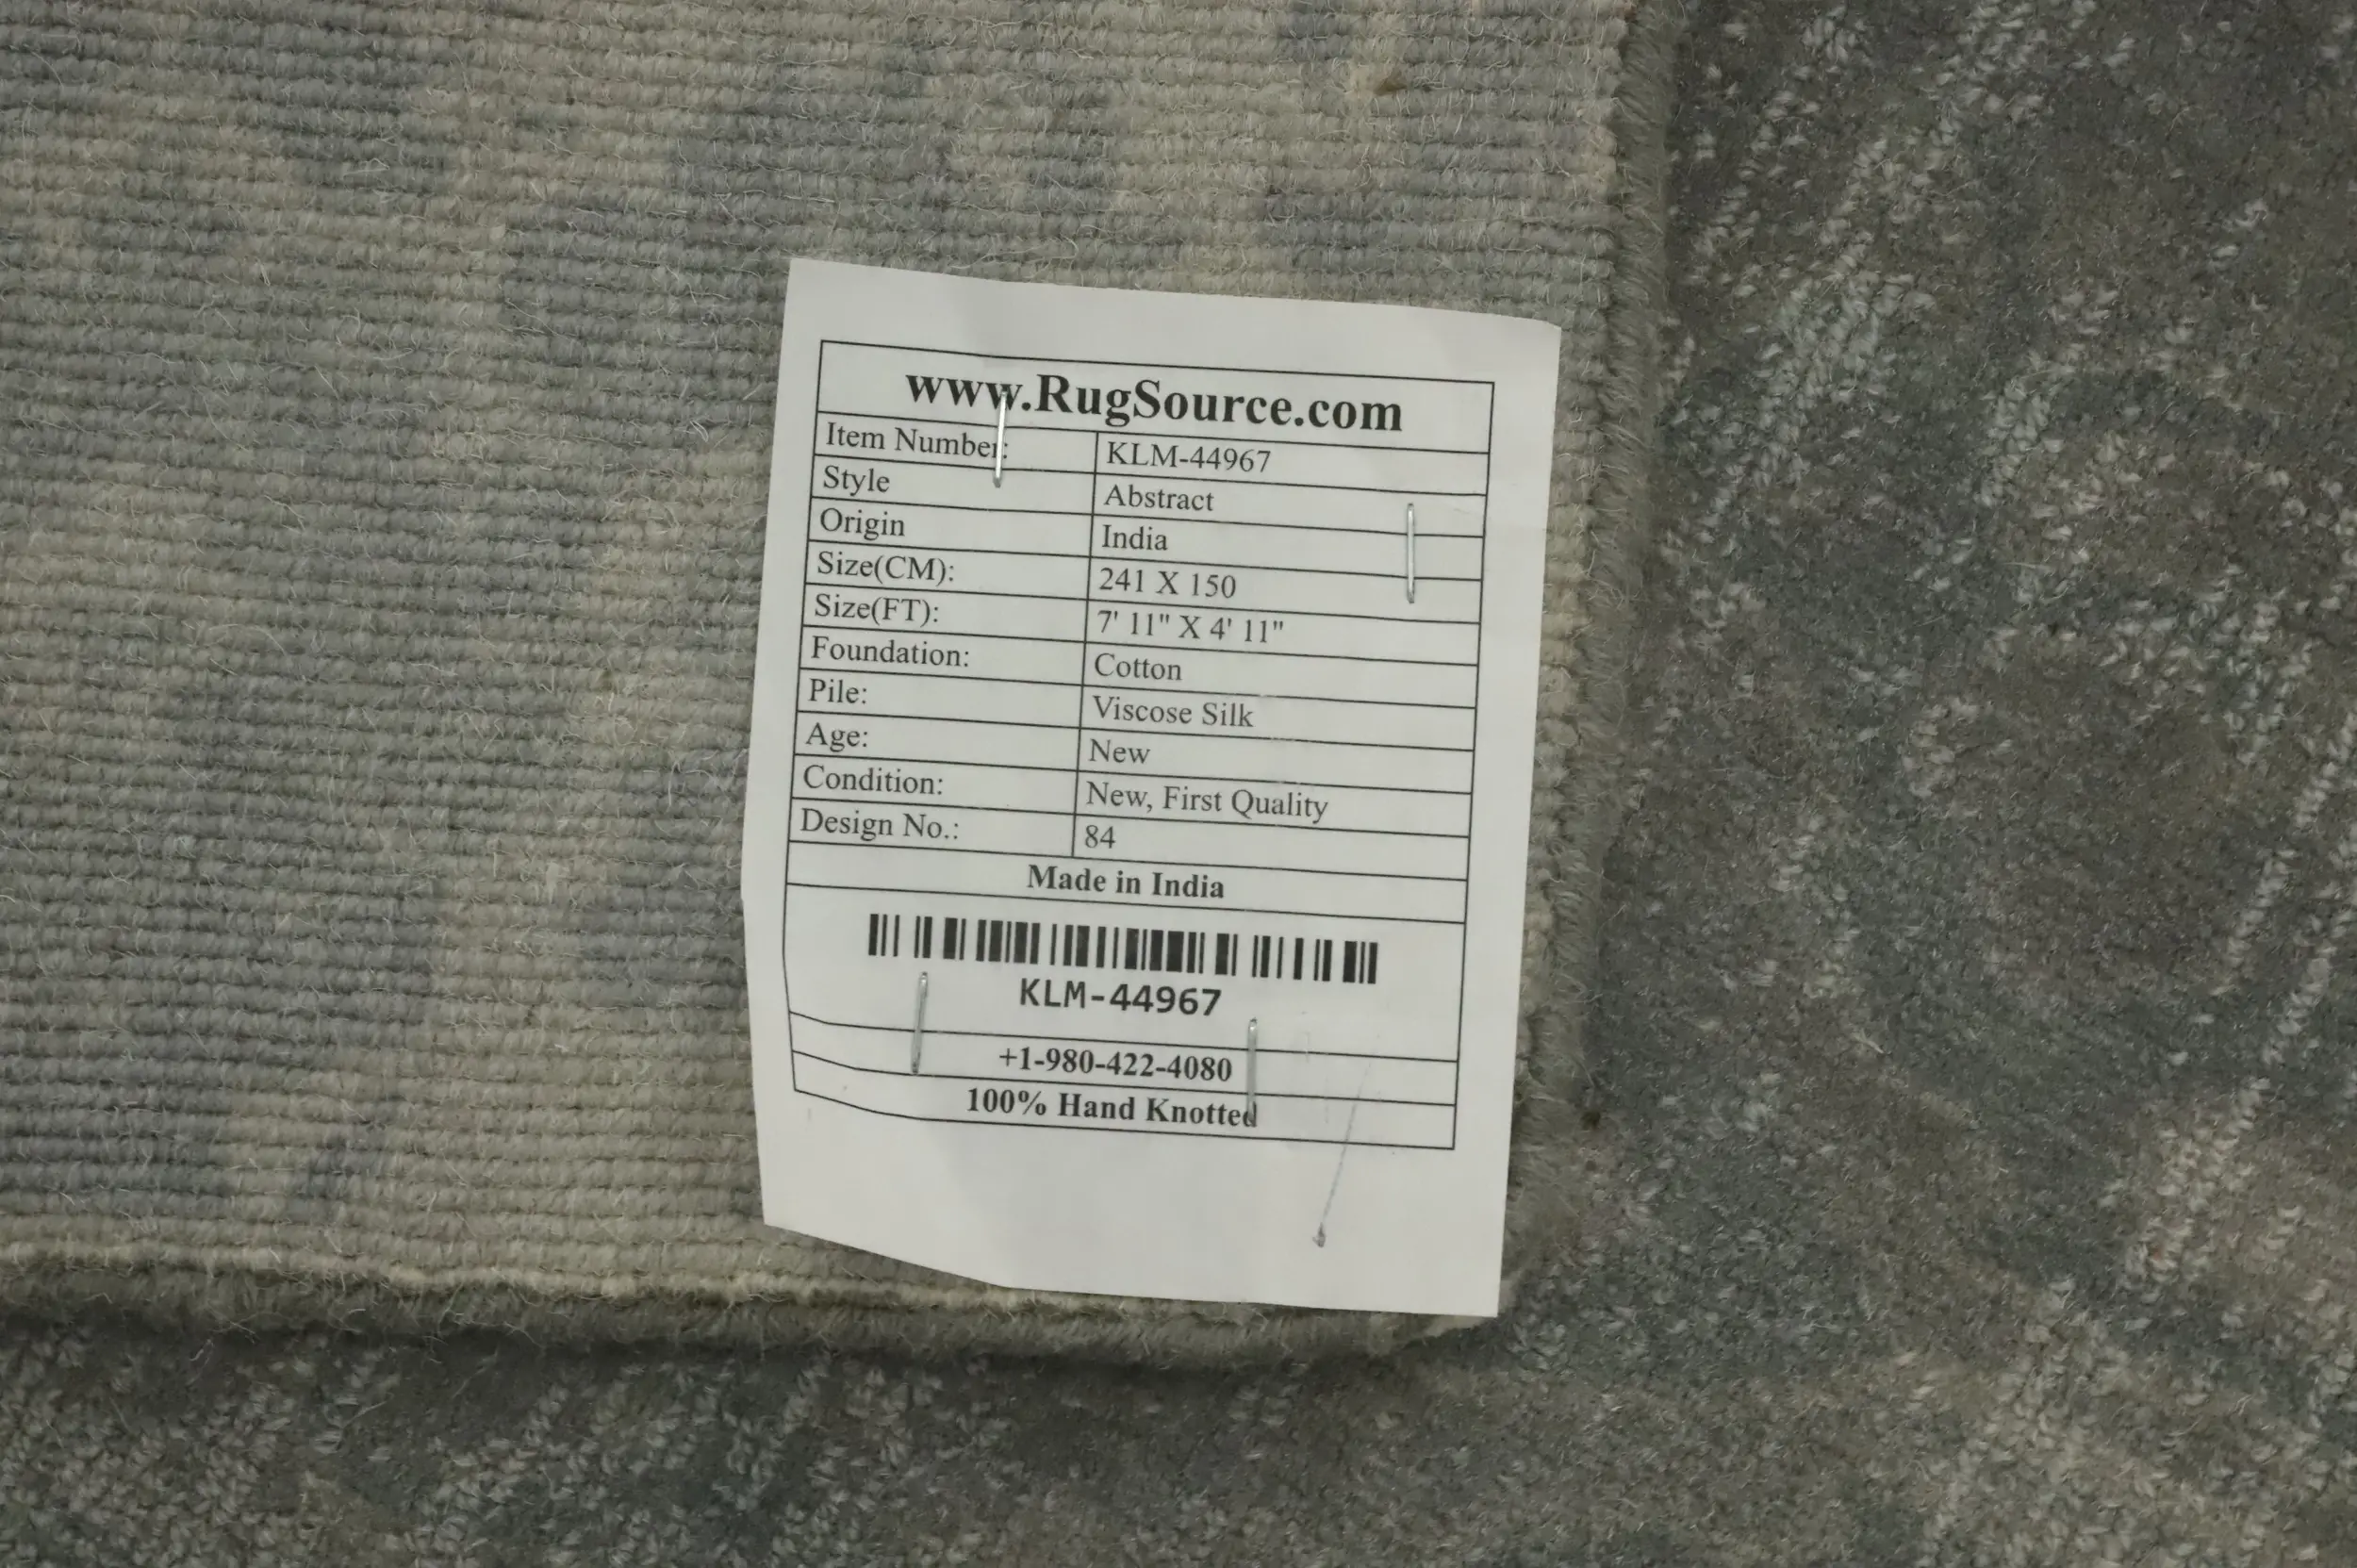 www.RugSource.com
Item Number: KLM-44967
Style Abstract
Origin India
Size(CM): 241 X 150
Size(FT): 7' 11" X 4' 11"
Foundation: Cotton
Pile: Viscose Silk
Age: New
Condition: New, First Quality
Design No.: 84
Made in India
KLM-44967
+1-980-422-4080
100% Hand Knotted